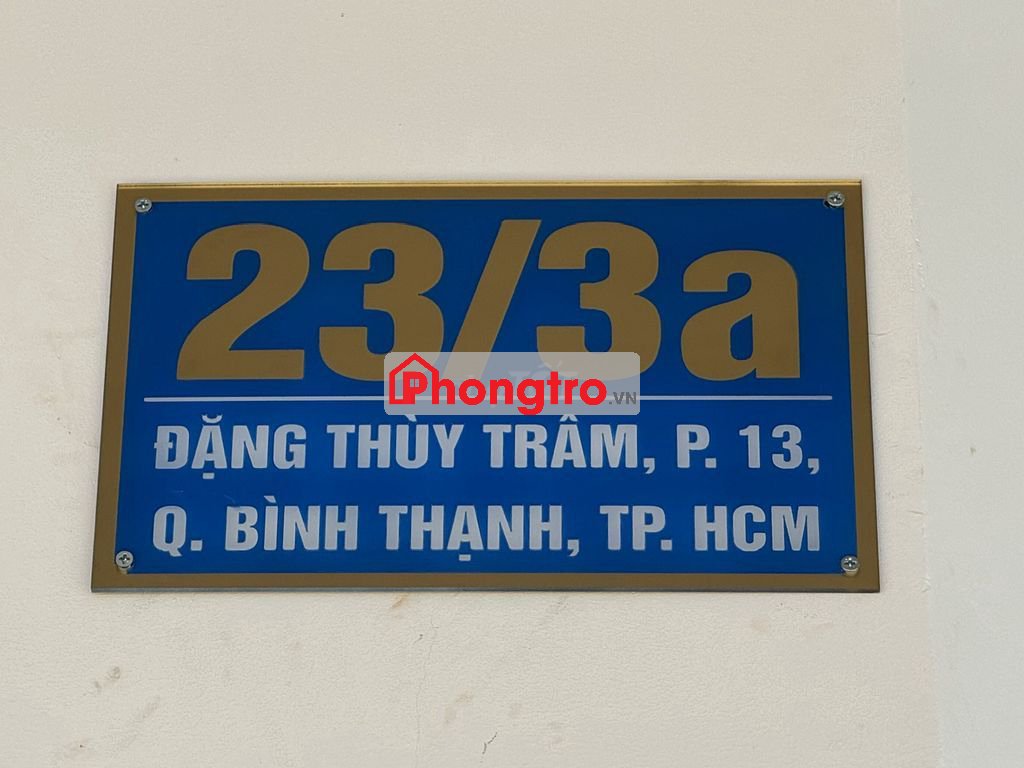 23/3a
Phongtro.VN
ĐẶNG THÙY TRÂM, P. 13,
Q. BÌNH THẠNH, TP. HCM